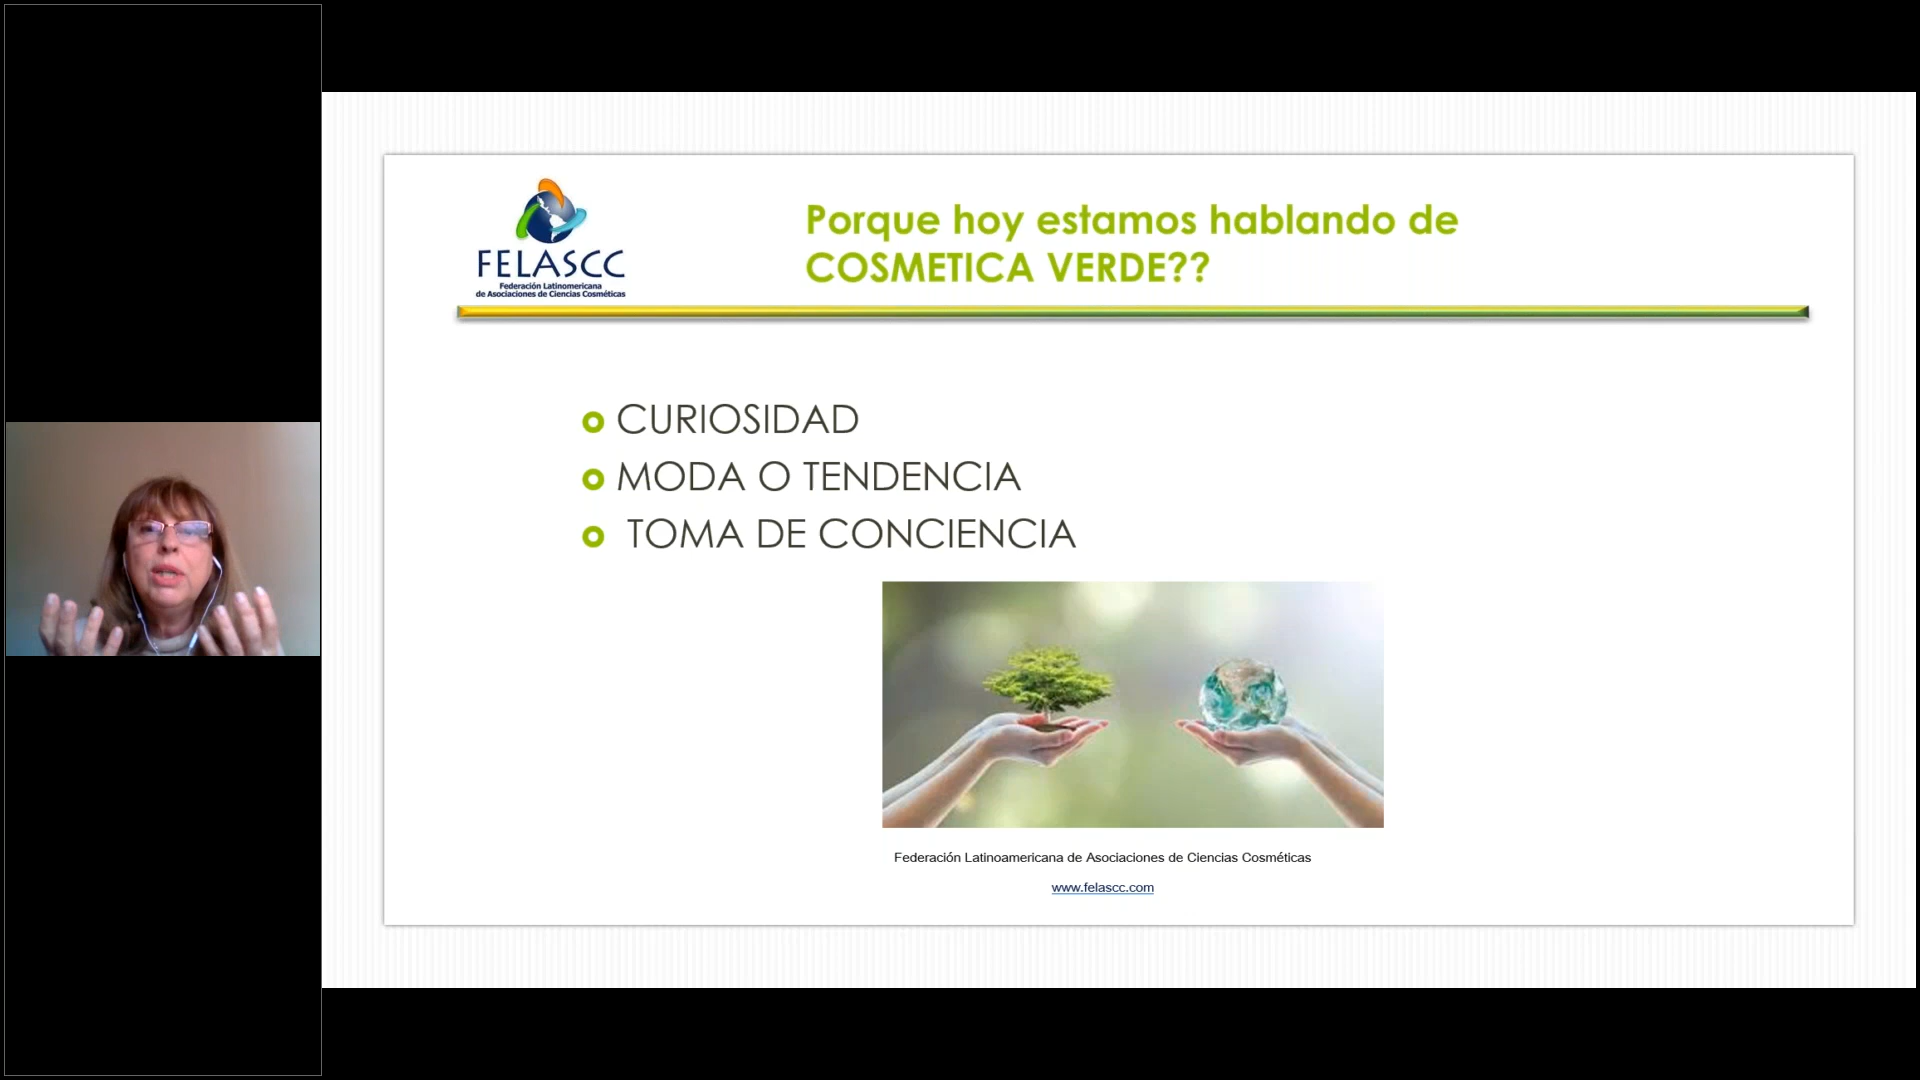 FELASCC
Federación Latinomericana
de Asociaciones de Ciencias Cosméticas
Porque hoy estamos hablando de
COSMETICA VERDE??
CURIOSIDAD
MODA O TENDENCIA
TOMA DE CONCIENCIA
Federación Latinoamericana de Asociaciones de Ciencias Cosméticas
www.felascc.com